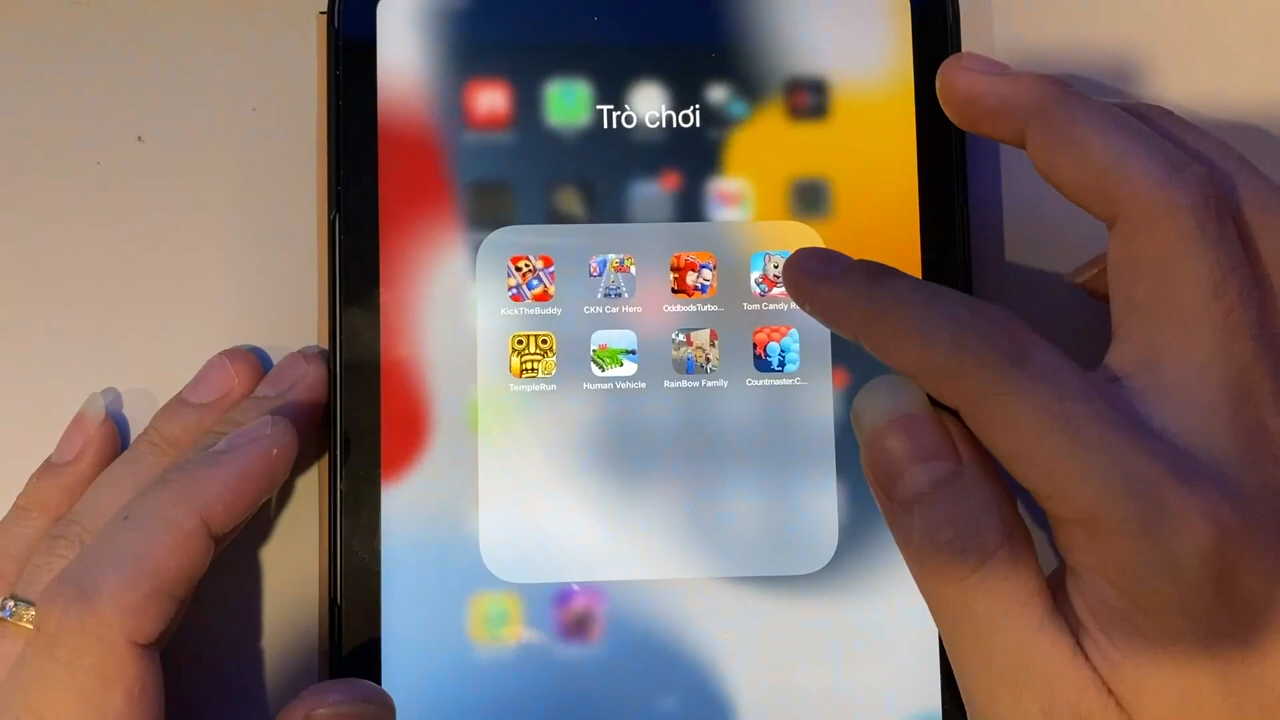 Trò chơi
KickTheBuddy
CKN Car Hero
OddbodsTurbo...
Tom Candy R
TempleRun
Human Vehicle
RainBow Family
Countmaster:C...